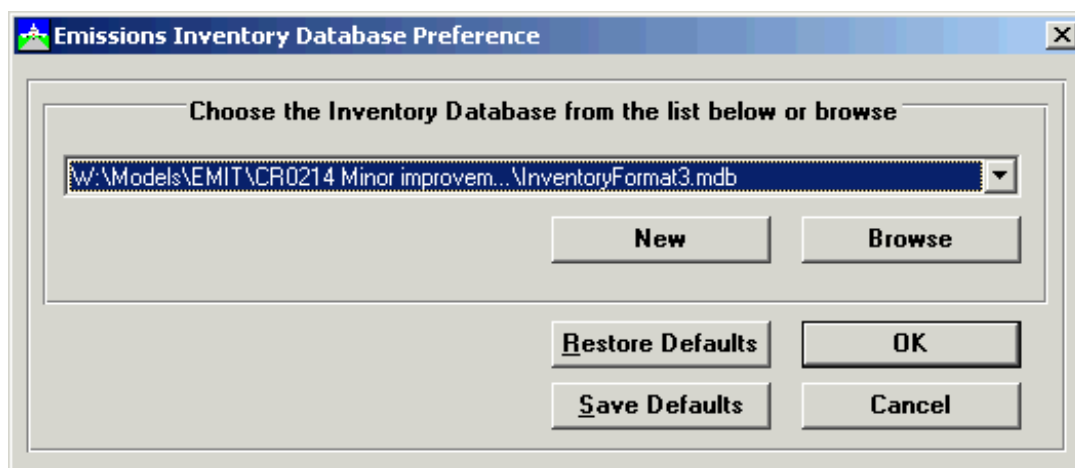 Emissions Inventory Database Preference
Choose the Inventory Database from the list below or browse
W:\Models\EMIT\CR0214 Minor improvem...\InventoryFormat3.mdb
New Browse
Restore Defaults OK
Save Defaults Cancel